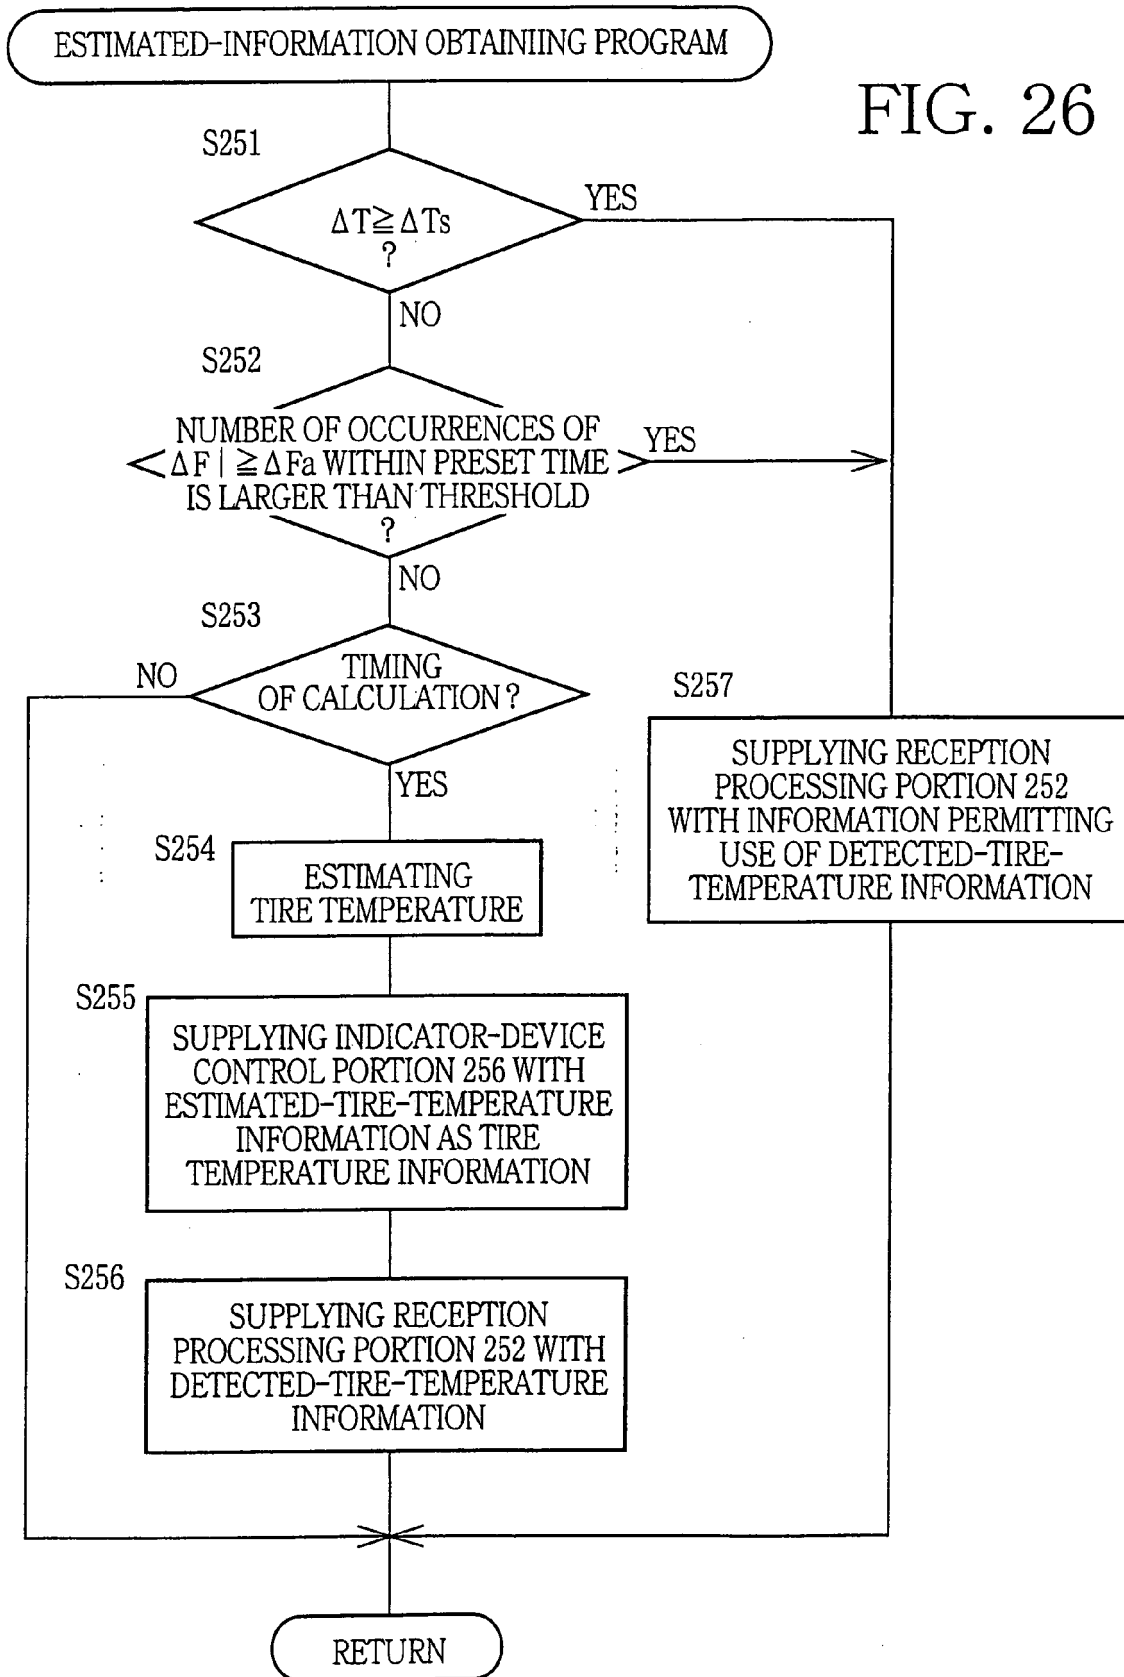 ESTIMATED-INFORMATION OBTAINIING PROGRAM
FIG. 26
S251
ΔT≧ΔTs
?
YES
NO
S252
NUMBER OF OCCURRENCES OF
ΔF | ≧ ΔFa WITHIN PRESET TIME
IS LARGER THAN THRESHOLD
?
YES
NO
S253
TIMING
OF CALCULATION?
NO
YES
S257
SUPPLYING RECEPTION
PROCESSING PORTION 252
WITH INFORMATION PERMITTING
USE OF DETECTED-TIRE-
TEMPERATURE INFORMATION
S254
ESTIMATING
TIRE TEMPERATURE
S255
SUPPLYING INDICATOR-DEVICE
CONTROL PORTION 256 WITH
ESTIMATED-TIRE-TEMPERATURE
INFORMATION AS TIRE
TEMPERATURE INFORMATION
S256
SUPPLYING RECEPTION
PROCESSING PORTION 252 WITH
DETECTED-TIRE-TEMPERATURE
INFORMATION
RETURN